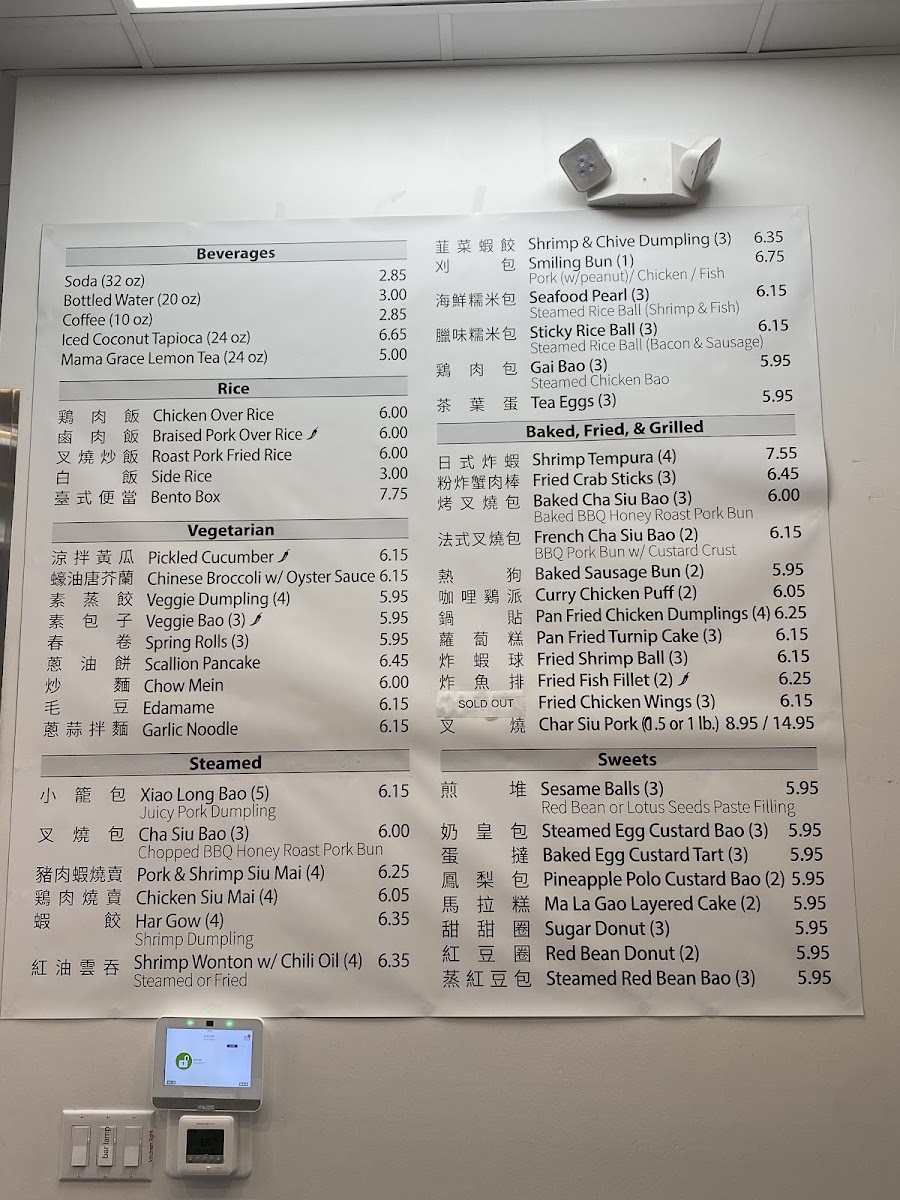 Beverages
Soda (32 oz) 2.85
Bottled Water (20 oz) 3.00
Coffee (10 oz) 2.85
Iced Coconut Tapioca (24 oz) 6.65
Mama Grace Lemon Tea (24 oz) 5.00
Rice
鶏肉飯 Chicken Over Rice 6.00
鹵肉飯 Braised Pork Over Rice 6.00
叉燒炒飯 Roast Pork Fried Rice 6.00
白飯 Side Rice 3.00
臺式便當 Bento Box 7.75
Vegetarian
涼拌黃瓜 Pickled Cucumber 6.15
蠔油唐芥蘭 Chinese Broccoli w/ Oyster Sauce 6.15
素蒸餃 Veggie Dumpling (4) 5.95
素包子 Veggie Bao (3) 5.95
春卷 Spring Rolls (3) 5.95
蔥油餅 Scallion Pancake 6.45
炒麵 Chow Mein 6.00
毛豆 Edamame 6.15
蔥蒜拌麵 Garlic Noodle 6.15
Steamed
小籠包 Xiao Long Bao (5) 6.15
Juicy Pork Dumpling
叉燒包 Cha Siu Bao (3) 6.00
Chopped BBQ Honey Roast Pork Bun
豬肉蝦燒賣 Pork & Shrimp Siu Mai (4) 6.25
鶏肉燒賣 Chicken Siu Mai (4) 6.05
蝦餃 Har Gow (4) 6.35
Shrimp Dumpling
紅油雲吞 Shrimp Wonton w/ Chili Oil (4) 6.35
Steamed or Fried
韮菜蝦餃 Shrimp & Chive Dumpling (3) 6.35
刈包 Smiling Bun (1) 6.75
Pork (w/peanut) / Chicken / Fish
海鮮糯米包 Seafood Pearl (3) 6.15
Steamed Rice Ball (Shrimp & Fish)
臘味糯米包 Sticky Rice Ball (3) 6.15
Steamed Rice Ball (Bacon & Sausage)
鶏肉包 Gai Bao (3) 5.95
Steamed Chicken Bao
茶葉蛋 Tea Eggs (3) 5.95
Baked, Fried, & Grilled
日式炸蝦 Shrimp Tempura (4) 7.55
粉炸蟹肉棒 Fried Crab Sticks (3) 6.45
烤叉燒包 Baked Cha Siu Bao (3) 6.00
Baked BBQ Honey Roast Pork Bun
法式叉燒包 French Cha Siu Bao (2) 6.15
BBQ Pork Bun w/ Custard Crust
熱狗 Baked Sausage Bun (2) 5.95
咖哩鷄派 Curry Chicken Puff (2) 6.05
鍋貼 Pan Fried Chicken Dumplings (4) 6.25
蘿蔔糕 Pan Fried Turnip Cake (3) 6.15
炸蝦球 Fried Shrimp Ball (3) 6.15
炸魚排 Fried Fish Fillet (2) 6.25
SOLD OUT Fried Chicken Wings (3) 6.15
叉燒 Char Siu Pork (0.5 or 1 lb.) 8.95 / 14.95
Sweets
煎堆 Sesame Balls (3) 5.95
Red Bean or Lotus Seeds Paste Filling
奶皇包 Steamed Egg Custard Bao (3) 5.95
蛋撻 Baked Egg Custard Tart (3) 5.95
鳳梨包 Pineapple Polo Custard Bao (2) 5.95
馬拉糕 Ma La Gao Layered Cake (2) 5.95
甜甜圈 Sugar Donut (3) 5.95
紅豆圈 Red Bean Donut (2) 5.95
蒸紅豆包 Steamed Red Bean Bao (3) 5.95
bar lamp
kitchen light